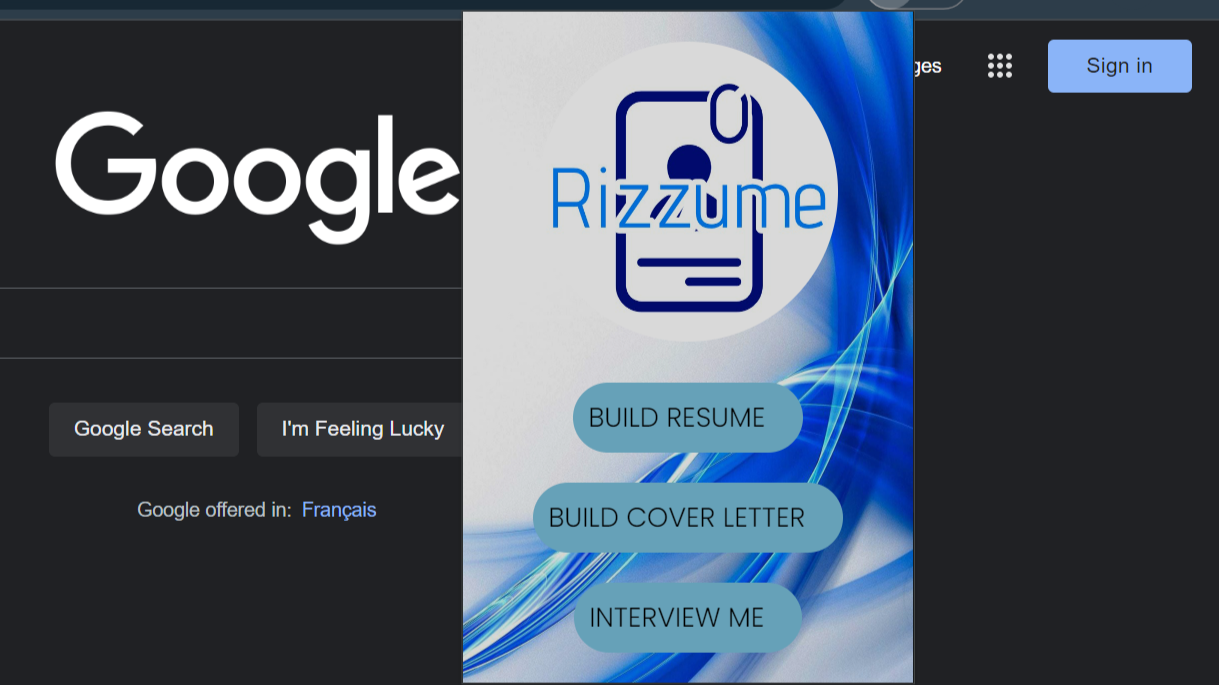 ges
Sign in
Google
Rizzume
BUILD RESUME
Google Search
I'm Feeling Lucky
Google offered in: Français
BUILD COVER LETTER
INTERVIEW ME